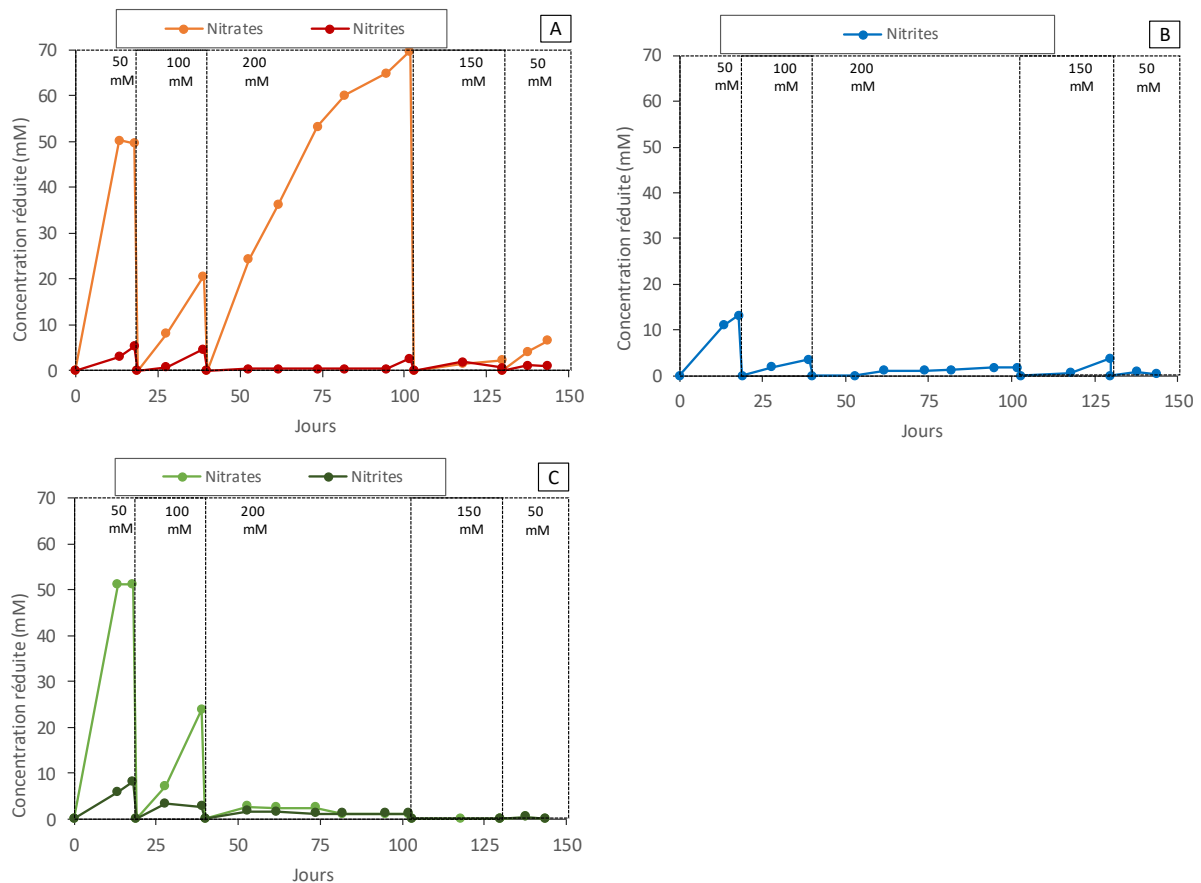 Nitrates Nitrites A
70
60
50
40
30
20
10
0
Concentration réduite (mM)
50 mM
100 mM
200 mM
150 mM
50 mM
0 25 50 75 100 125 150
Jours
Nitrites B
70
60
50
40
30
20
10
0
Concentration réduite (mM)
50 mM
100 mM
200 mM
150 mM
50 mM
0 25 50 75 100 125 150
Jours
Nitrates Nitrites C
70
60
50
40
30
20
10
0
Concentration réduite (mM)
50 mM
100 mM
200 mM
150 mM
50 mM
0 25 50 75 100 125 150
Jours